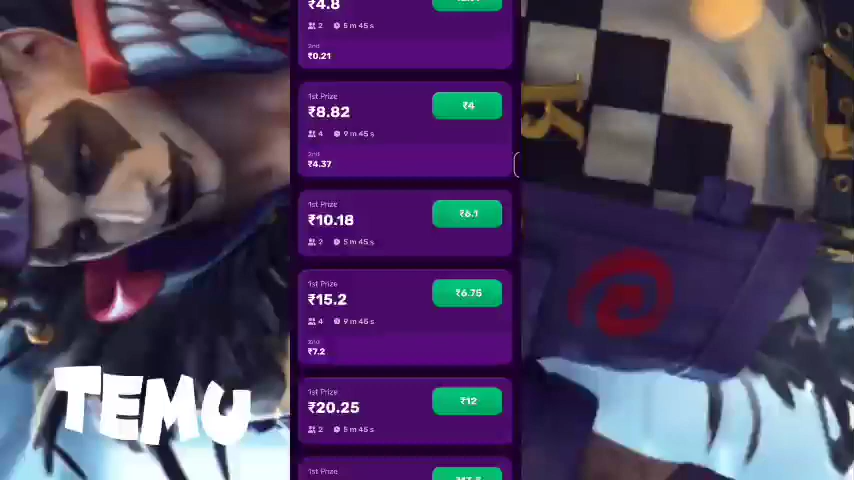 ₹4.8
2 5 m 45 s
2nd
₹0.21
1st Prize
₹8.82
₹4
4 9 m 45 s
2nd
₹4.37
1st Prize
₹10.18
₹6.1
2 5 m 45 s
1st Prize
₹15.2
₹6.75
4 9 m 45 s
2nd
₹7.2
1st Prize
₹20.25
₹12
2 5 m 45 s
1st Prize
TEMU